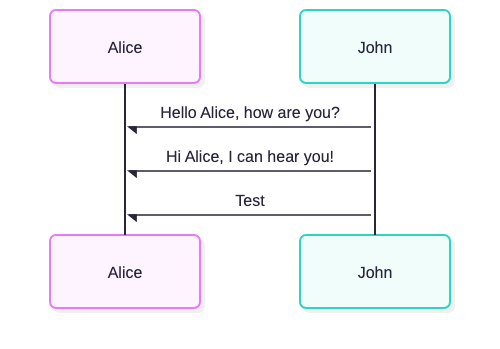 Alice
John
Hello Alice, how are you?
Hi Alice, I can hear you!
Test
Alice
John